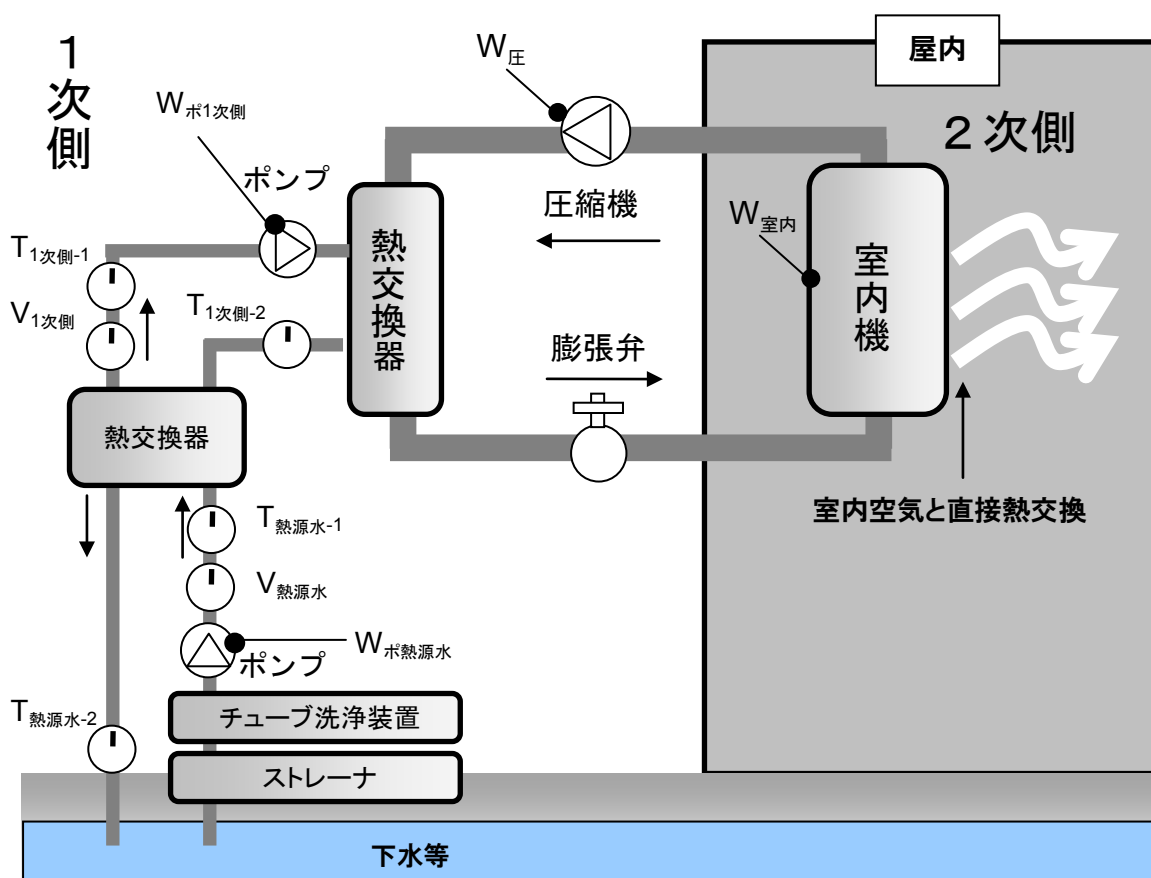 1次側
W圧
屋内
Wポ1次側
2次側
ポンプ
圧縮機
W室内
T1次側-1
熱交換器
室内機
V1次側
T1次側-2
膨張弁
熱交換器
室内空気と直接熱交換
T熱源水-1
V熱源水
Wポ熱源水
ポンプ
T熱源水-2
チューブ洗浄装置
ストレーナ
下水等